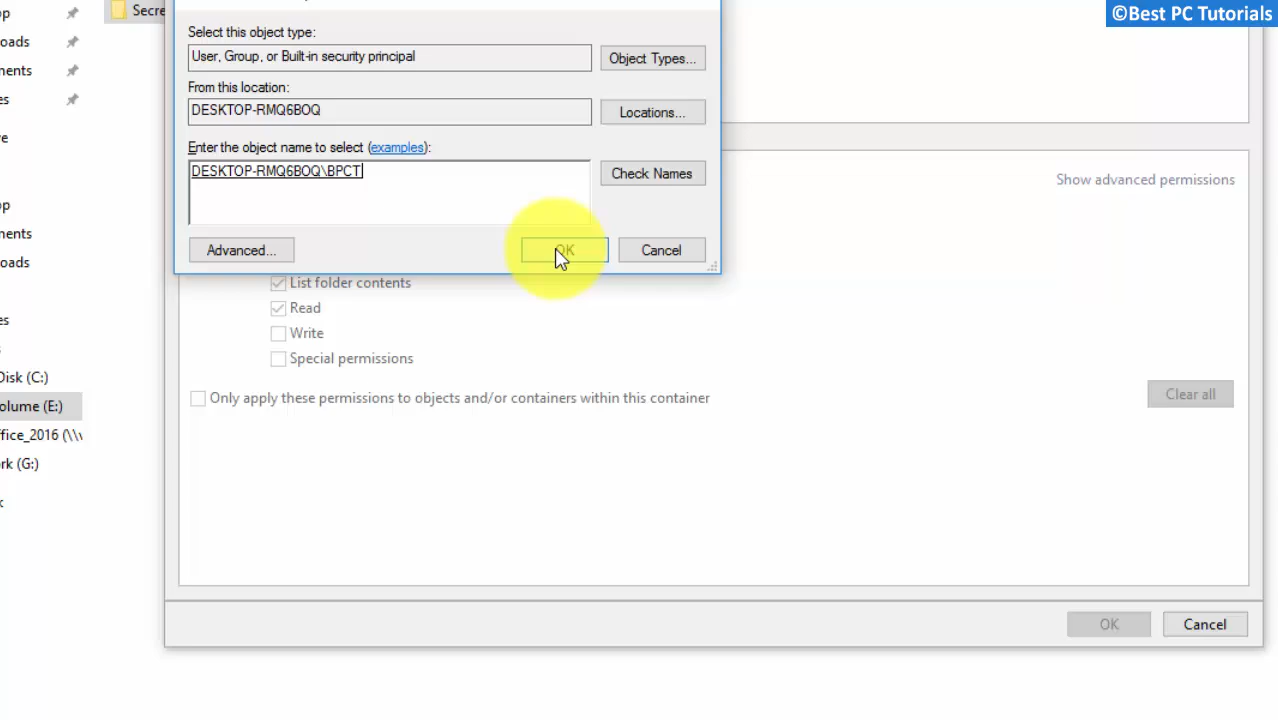 ©Best PC Tutorials
Secre
Select this object type:
User, Group, or Built-in security principal
Object Types...
From this location:
DESKTOP-RMQ6BOQ
Locations...
Enter the object name to select (examples):
DESKTOP-RMQ6BOQ\BPCT
Check Names
Show advanced permissions
Advanced...
OK
Cancel
List folder contents
Read
Write
Special permissions
Only apply these permissions to objects and/or containers within this container
Clear all
OK
Cancel
p
oads
ments
es
e
p
ments
oads
es
s
Disk (C:)
olume (E:)
ffice_2016 (\\v
rk (G:)